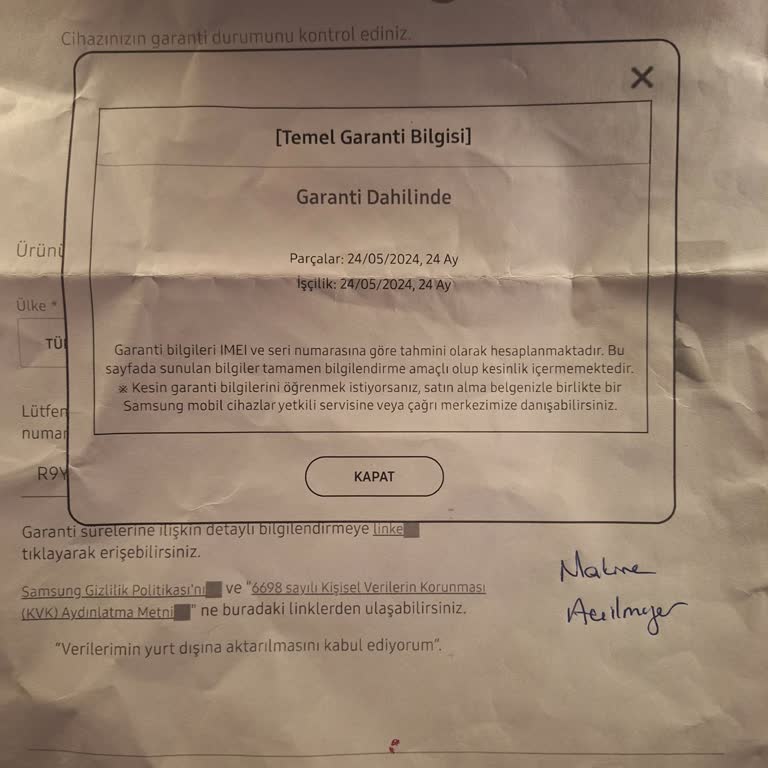 Cihazınızın garanti durumunu kontrol ediniz.
[Temel Garanti Bilgisi]
Garanti Dahilinde
Ürünü
Parçalar: 24/05/2024, 24 Ay
İşçilik: 24/05/2024, 24 Ay
Ülke *
TÜ
Garanti bilgileri IMEI ve seri numarasına göre tahmini olarak hesaplanmaktadır. Bu
sayfada sunulan bilgiler tamamen bilgilendirme amaçlı olup kesinlik içermemektedir.
※ Kesin garanti bilgilerini öğrenmek istiyorsanız, satın alma belgenizle birlikte bir
Samsung mobil cihazlar yetkili servisine veya çağrı merkezimize danışabilirsiniz.
Lütfen
numar
R9Y
KAPAT
Garanti sürelerine ilişkin detaylı bilgilendirmeye linke
tıklayarak erişebilirsiniz.
Samsung Gizlilik Politikası'nı ve "6698 sayılı Kişisel Verilerin Korunması
(KVK) Aydınlatma Metni" ne buradaki linklerden ulaşabilirsiniz.
"Verilerimin yurt dışına aktarılmasını kabul ediyorum".
Makine
Açılmıyor